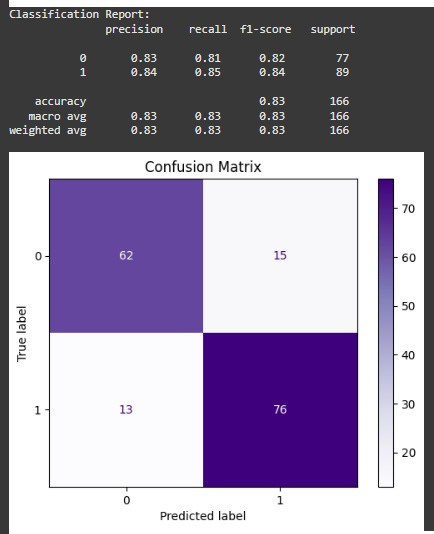 Classification Report:
precision recall f1-score support
0 0.83 0.81 0.82 77
1 0.84 0.85 0.84 89
accuracy 0.83 166
macro avg 0.83 0.83 0.83 166
weighted avg 0.83 0.83 0.83 166
Confusion Matrix
0 62 15
1 13 76
0 1
Predicted label
True label
70
60
50
40
30
20